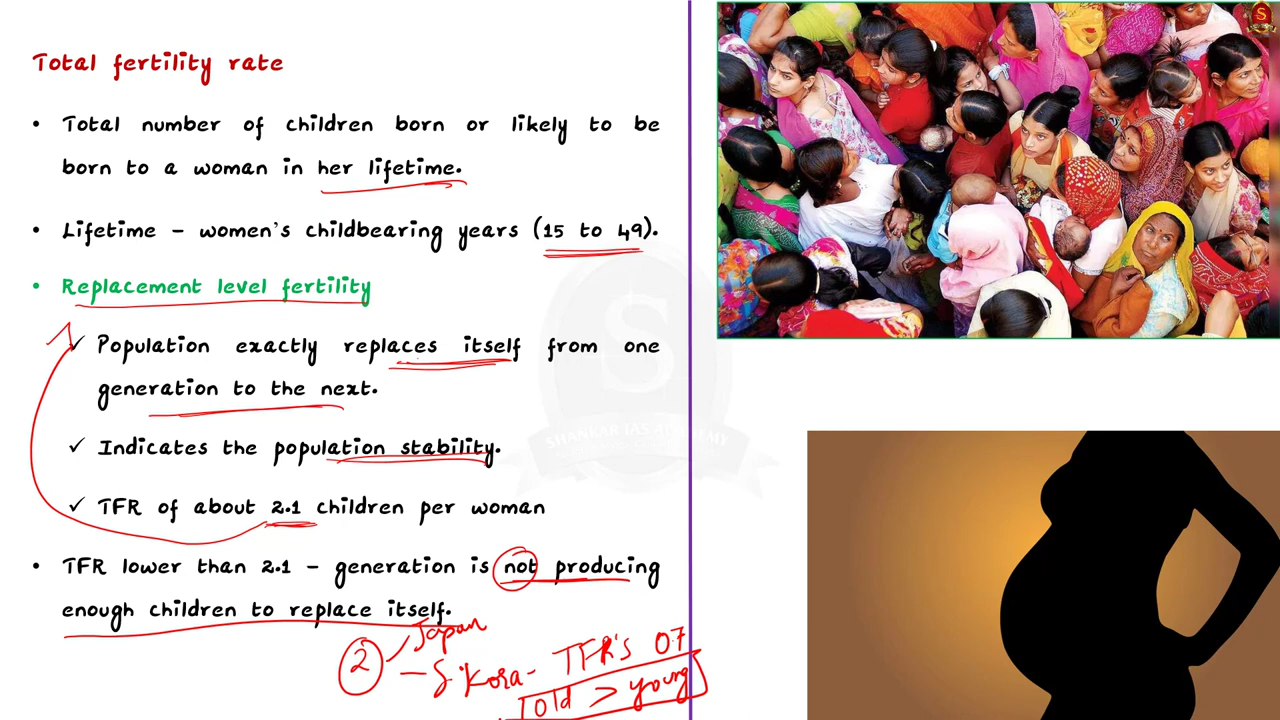 Total fertility rate
• Total number of children born or likely to be
born to a woman in her lifetime.
• Lifetime – women's childbearing years (15 to 49).
• Replacement level fertility
✓ Population exactly replaces itself from one
generation to the next.
✓ Indicates the population stability.
✓ TFR of about 2.1 children per woman
• TFR lower than 2.1 – generation is not producing
enough children to replace itself.
2 Japan
– S. Kora - TFR's 0.7
old > young
SHANKAR IAS ACADEMY